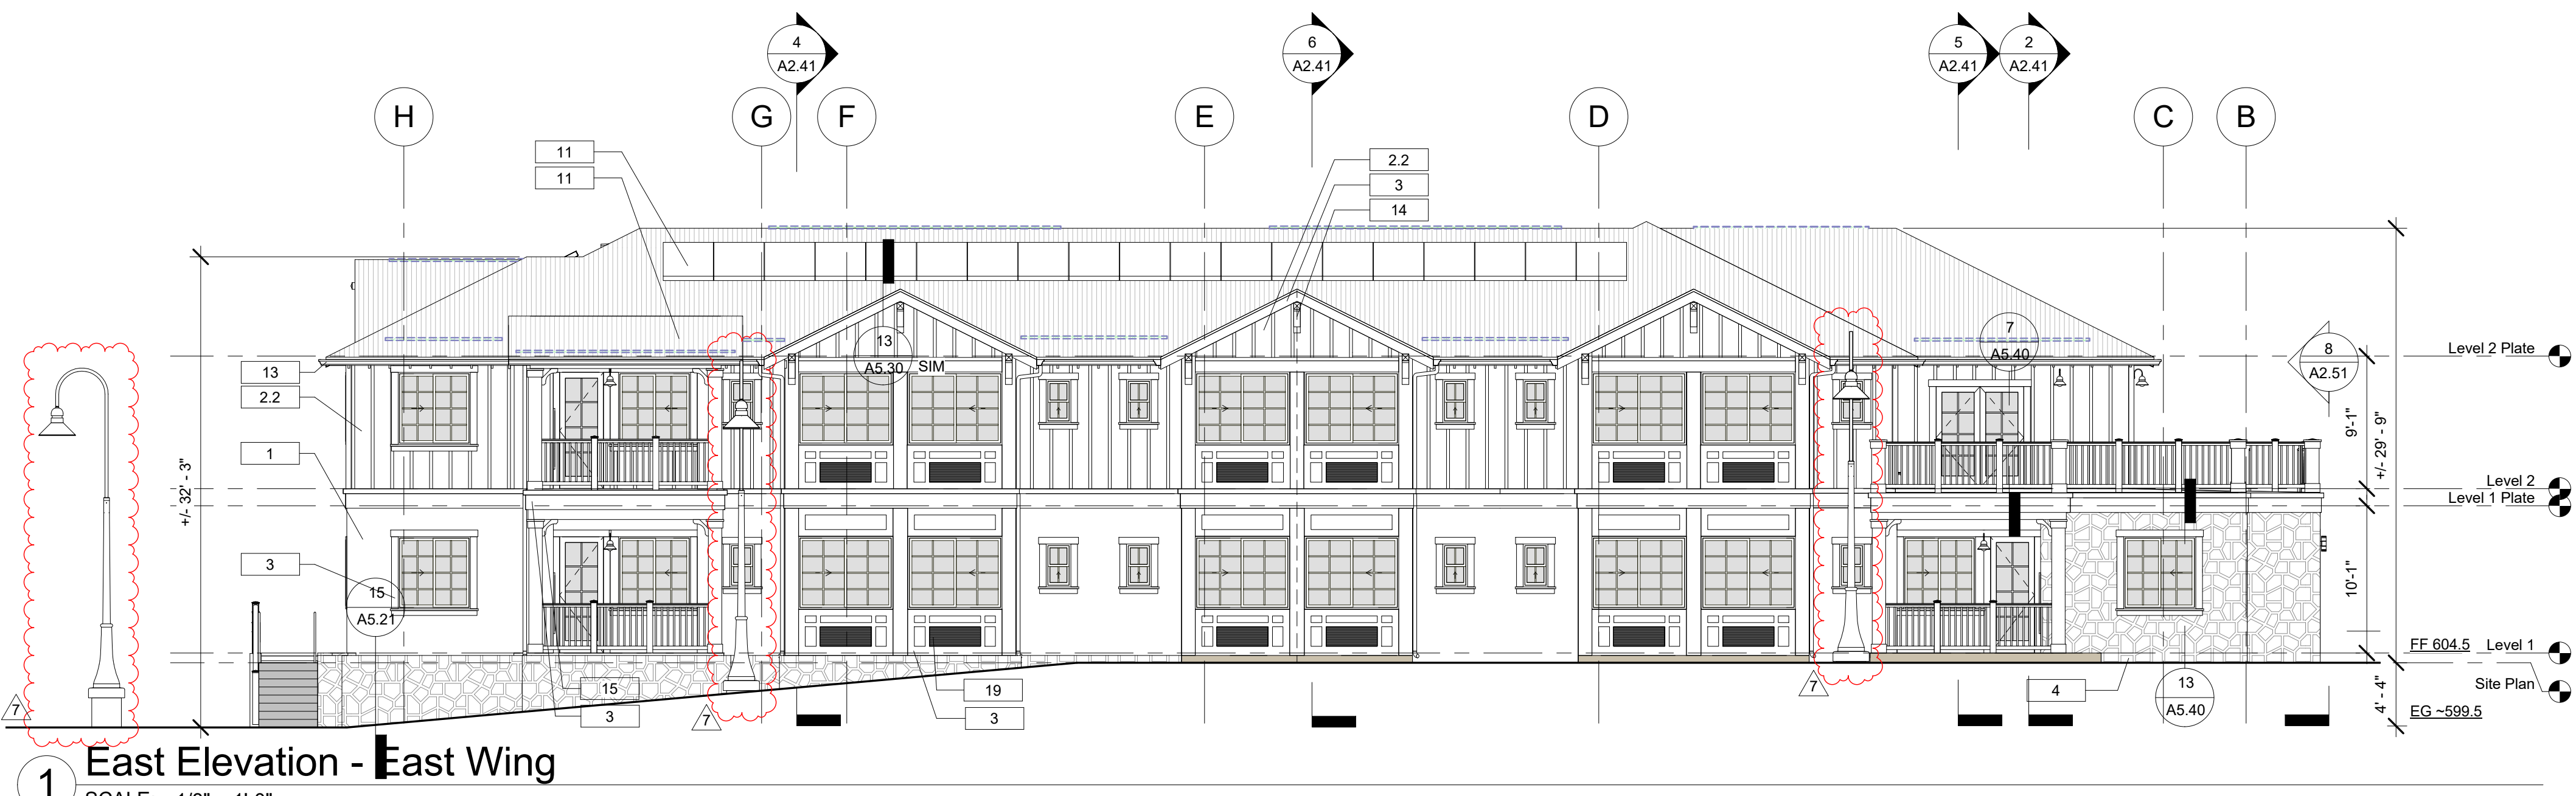 4
A2.41
6
A2.41
5
A2.41
2
A2.41
H
G
F
E
D
C
B
11
11
2.2
3
14
13
A5.30
SIM
7
A5.40
8
A2.51
Level 2 Plate
13
2.2
1
3
15
A5.21
+/- 32' - 3"
9'-1"
+/- 29' - 9"
Level 2
Level 1 Plate
10'-1"
FF 604.5
Level 1
Site Plan
4' - 4"
EG ~599.5
15
3
19
3
4
13
A5.40
7
7
7
1
East Elevation - East Wing